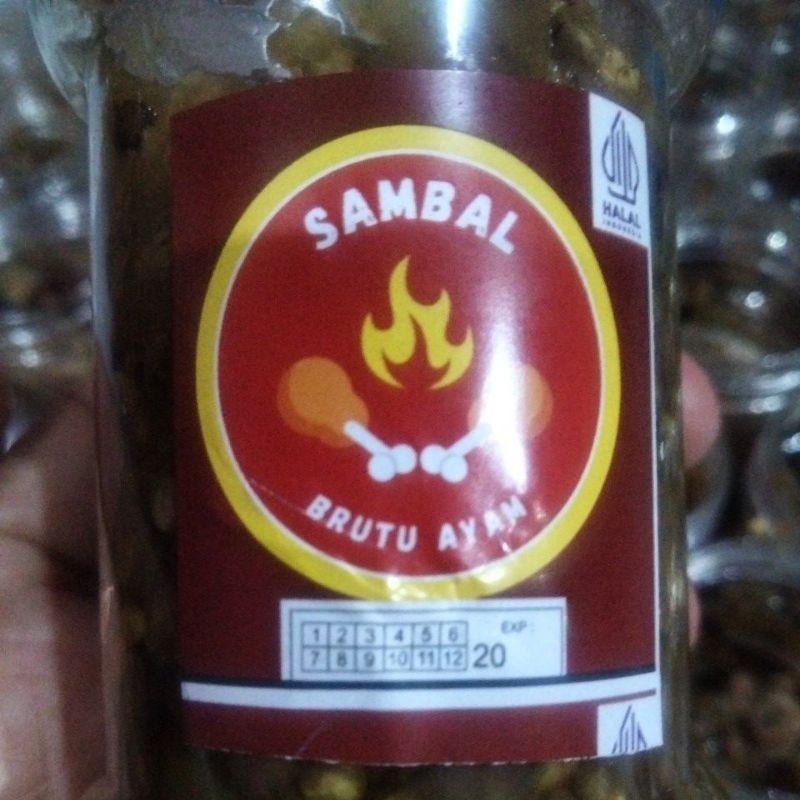 SAMBAL
HALAL
INDONESIA
BRUTU AYAM
EXP :
1 2 3 4 5 6
7 8 9 10 11 12 20